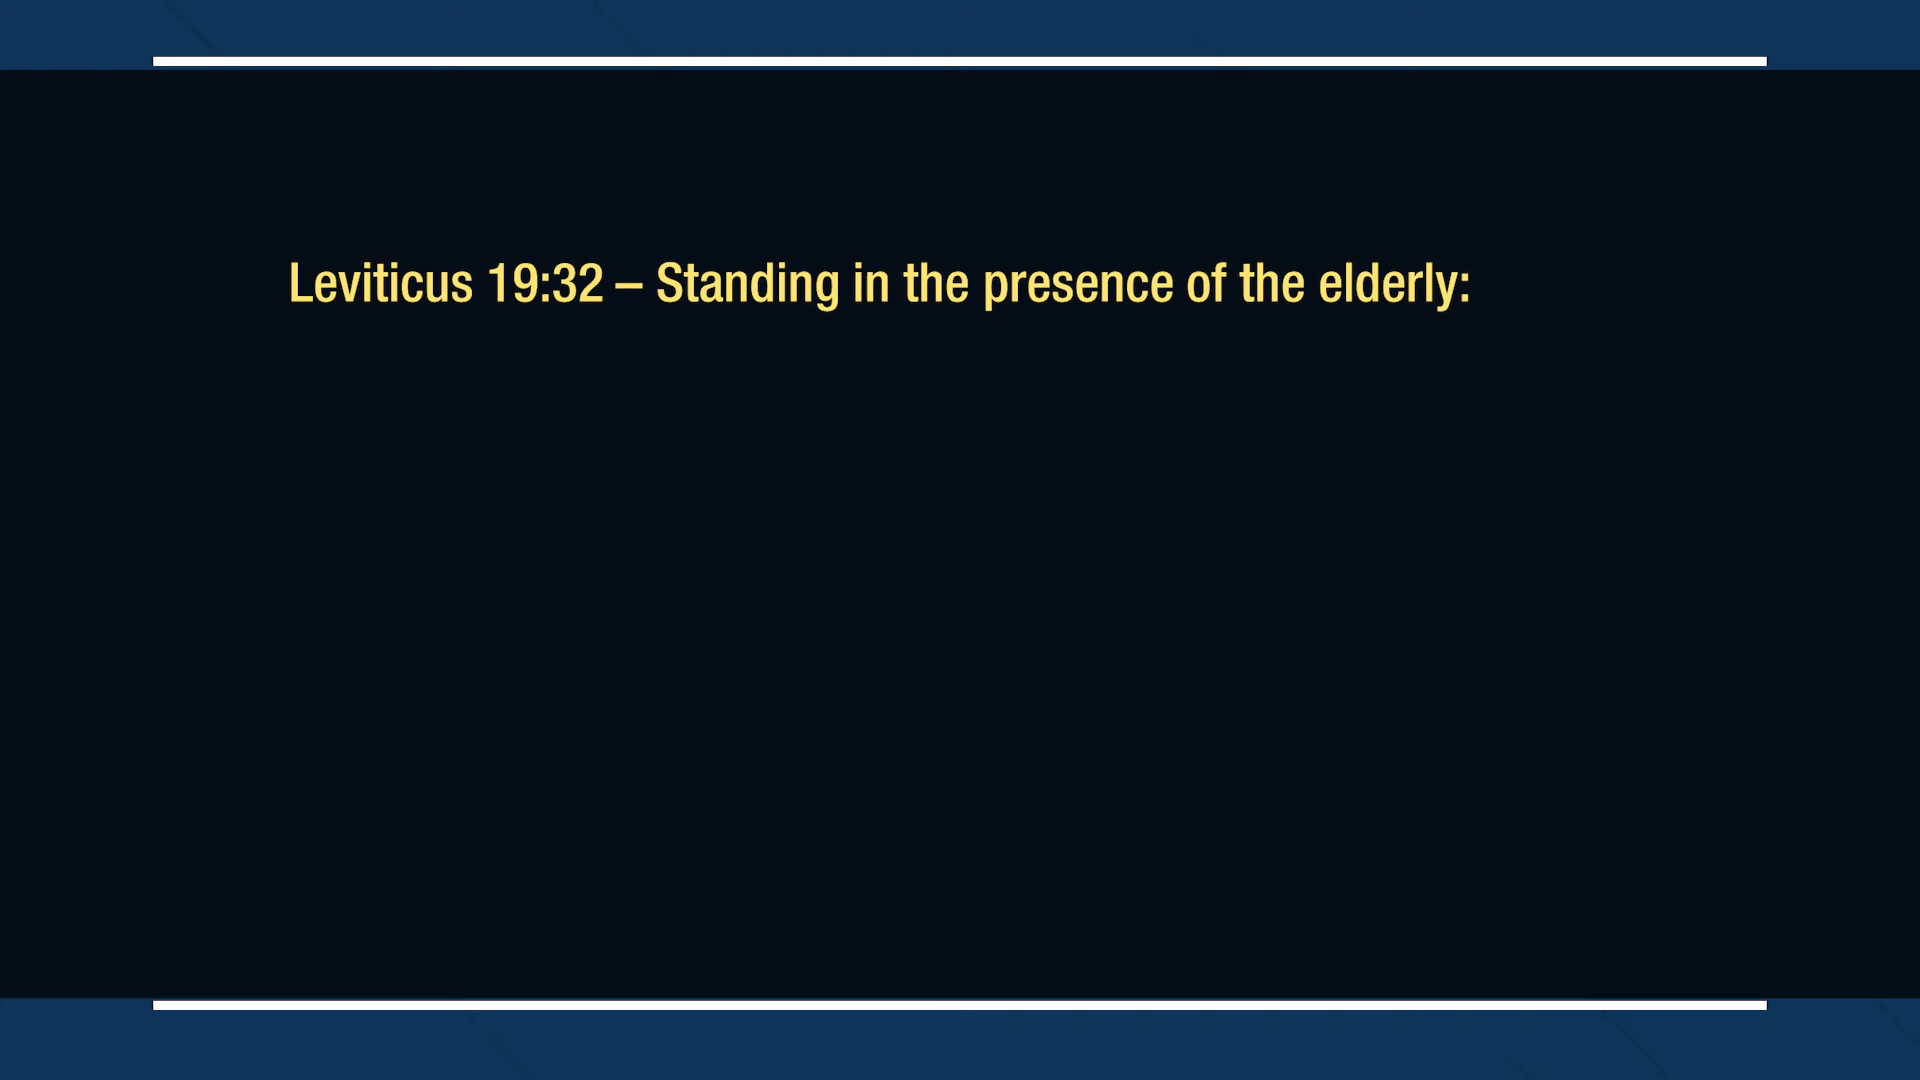 Leviticus 19:32 – Standing in the presence of the elderly: